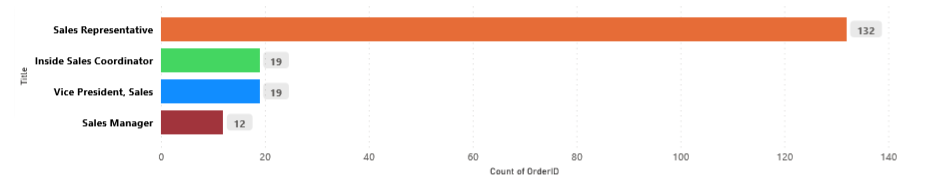 Title
Sales Representative 132
Inside Sales Coordinator 19
Vice President, Sales 19
Sales Manager 12
0 20 40 60 80 100 120 140
Count of OrderID